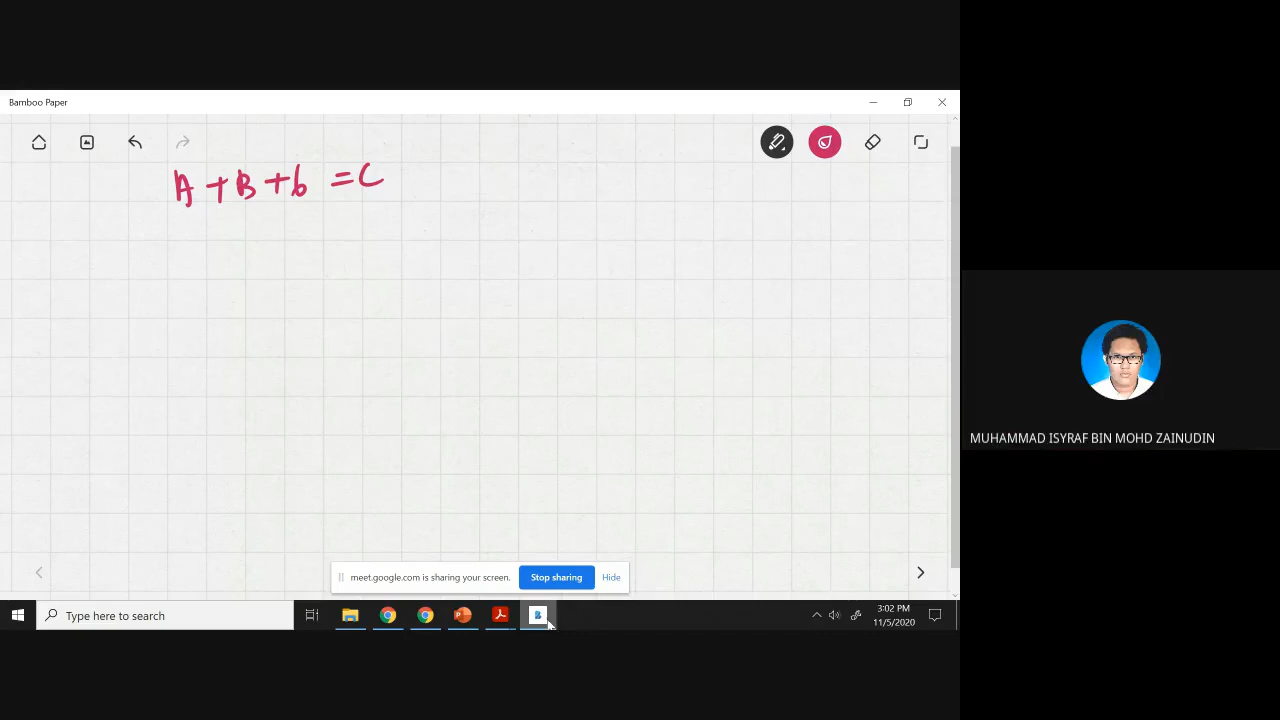 Bamboo Paper
A + B + b = C
MUHAMMAD ISYRAF BIN MOHD ZAINUDIN
meet.google.com is sharing your screen.
Stop sharing
Hide
Type here to search
3:02 PM
11/5/2020